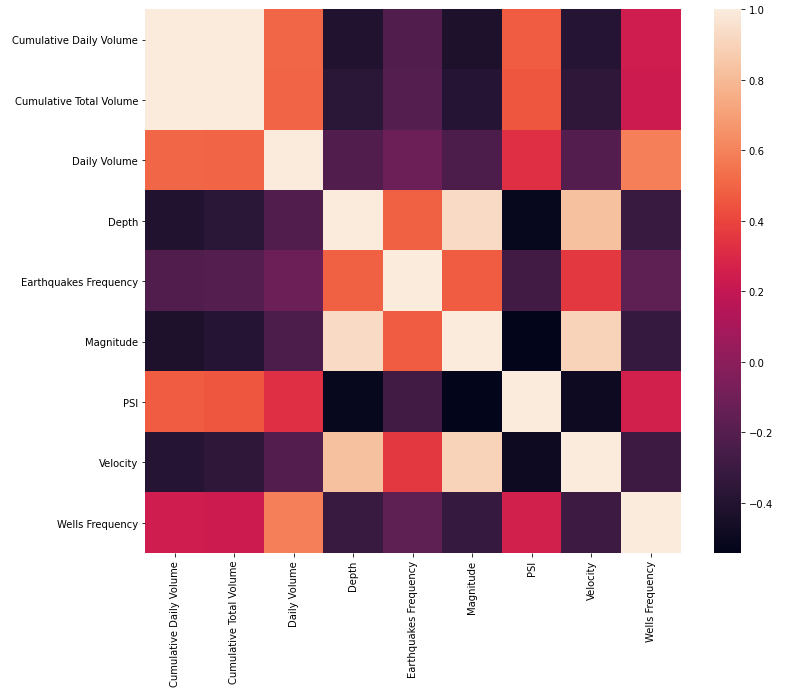 Cumulative Daily Volume
Cumulative Total Volume
Daily Volume
Depth
Earthquakes Frequency
Magnitude
PSI
Velocity
Wells Frequency
Cumulative Daily Volume
Cumulative Total Volume
Daily Volume
Depth
Earthquakes Frequency
Magnitude
PSI
Velocity
Wells Frequency
1.0
0.8
0.6
0.4
0.2
0.0
−0.2
−0.4